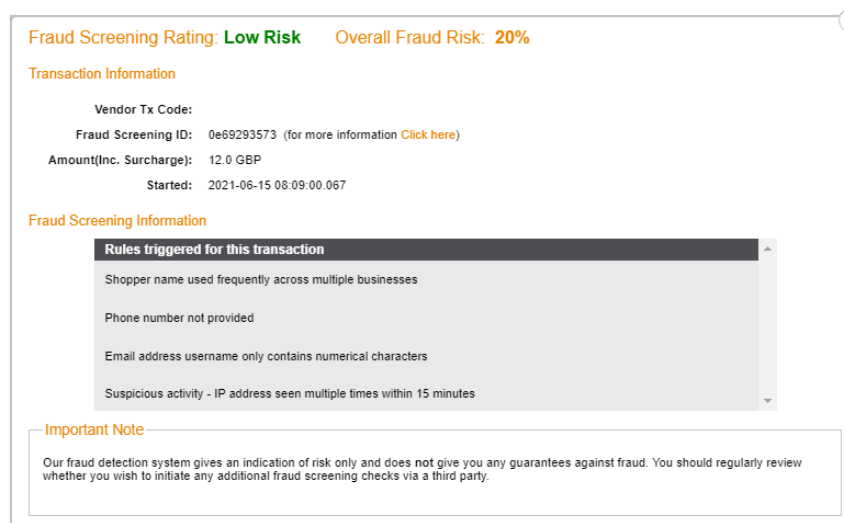 Fraud Screening Rating: Low Risk Overall Fraud Risk: 20%
Transaction Information
Vendor Tx Code:
Fraud Screening ID: 0e69293573 (for more information Click here)
Amount(Inc. Surcharge): 12.0 GBP
Started: 2021-06-15 08:09:00.067
Fraud Screening Information
Rules triggered for this transaction
Shopper name used frequently across multiple businesses
Phone number not provided
Email address username only contains numerical characters
Suspicious activity - IP address seen multiple times within 15 minutes
Important Note
Our fraud detection system gives an indication of risk only and does not give you any guarantees against fraud. You should regularly review
whether you wish to initiate any additional fraud screening checks via a third party.